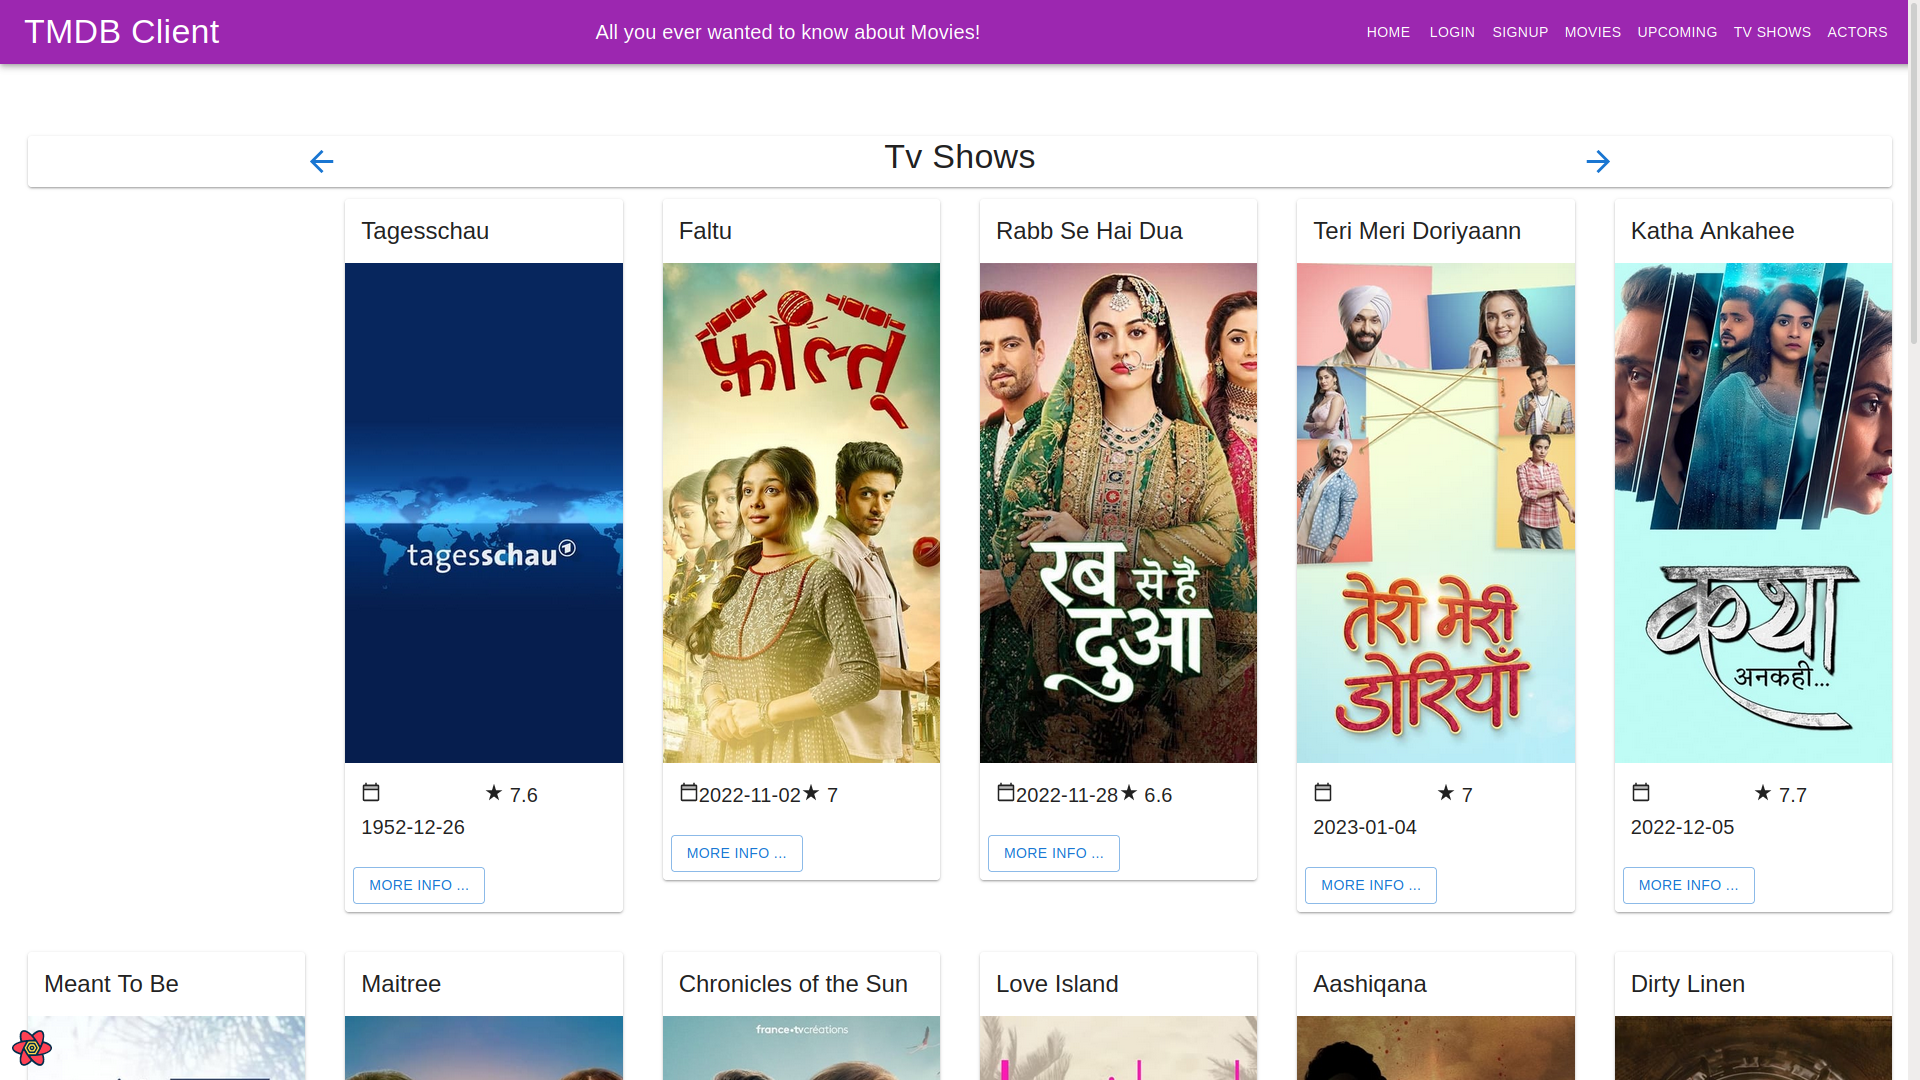 TMDB Client
All you ever wanted to know about Movies!
HOME LOGIN SIGNUP MOVIES UPCOMING TV SHOWS ACTORS
Tv Shows
Tagesschau
tagesschau
1952-12-26
7.6
MORE INFO ...
Faltu
फ़ालतू
2022-11-02
7
MORE INFO ...
Rabb Se Hai Dua
रब से है
दुआ
2022-11-28
6.6
MORE INFO ...
Teri Meri Doriyaann
तेरी मेरी
डोरियाँ
2023-01-04
7
MORE INFO ...
Katha Ankahee
कथा
अनकही...
2022-12-05
7.7
MORE INFO ...
Meant To Be
Maitree
Chronicles of the Sun
france•tvcréations
Love Island
Aashiqana
Dirty Linen